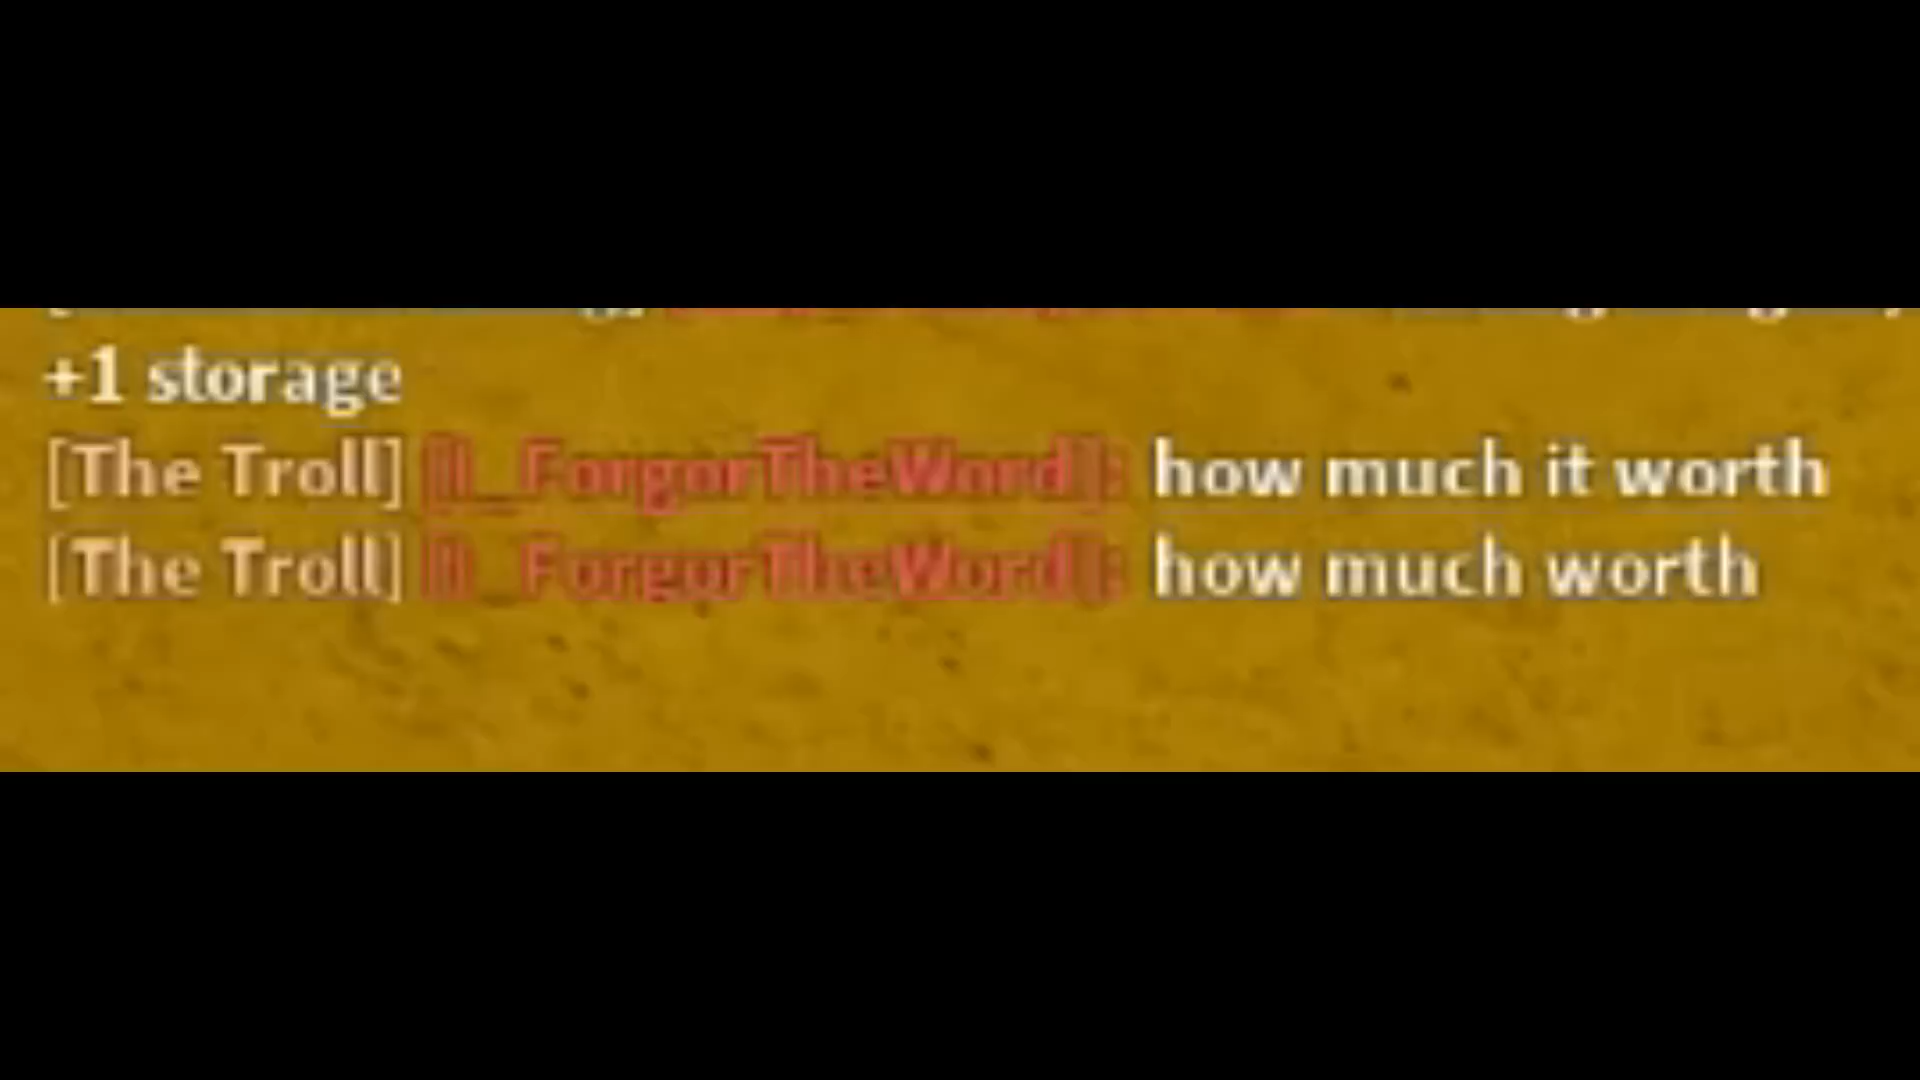 +1 storage
[The Troll] [I_ForgorTheWord]: how much it worth
[The Troll] [I_ForgorTheWord]: how much worth